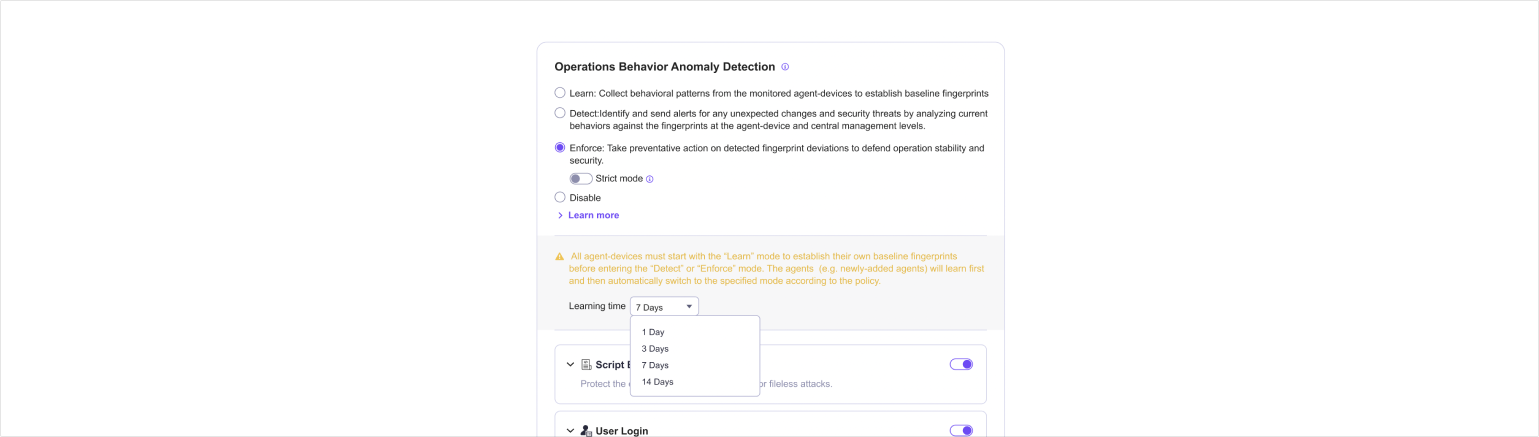 Operations Behavior Anomaly Detection
Learn: Collect behavioral patterns from the monitored agent-devices to establish baseline fingerprints
Detect:Identify and send alerts for any unexpected changes and security threats by analyzing current
behaviors against the fingerprints at the agent-device and central management levels.
Enforce: Take preventative action on detected fingerprint deviations to defend operation stability and
security.
Strict mode
Disable
Learn more
All agent-devices must start with the “Learn” mode to establish their own baseline fingerprints
before entering the “Detect” or “Enforce” mode. The agents (e.g. newly-added agents) will learn first
and then automatically switch to the specified mode according to the policy.
Learning time 7 Days
1 Day
3 Days
7 Days
14 Days
Script
Protect the or fileless attacks.
User Login